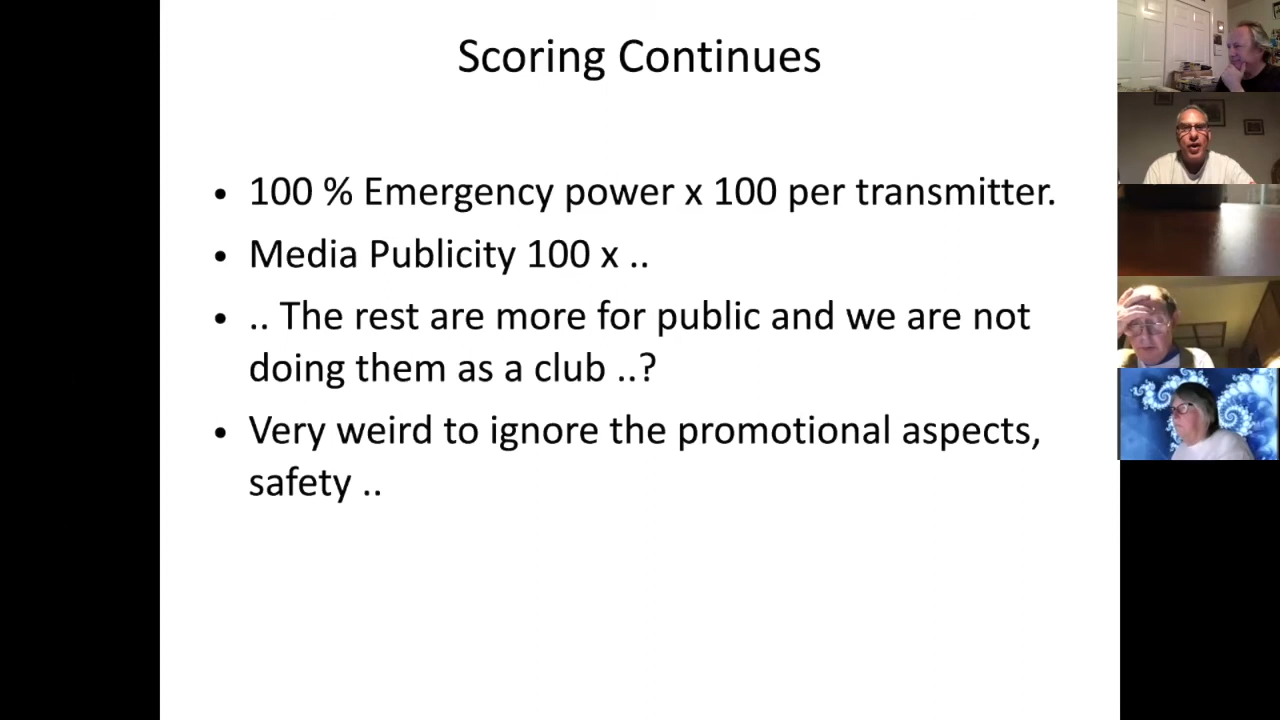 Scoring Continues
• 100 % Emergency power x 100 per transmitter.
• Media Publicity 100 x ..
• .. The rest are more for public and we are not
doing them as a club ..?
• Very weird to ignore the promotional aspects,
safety ..